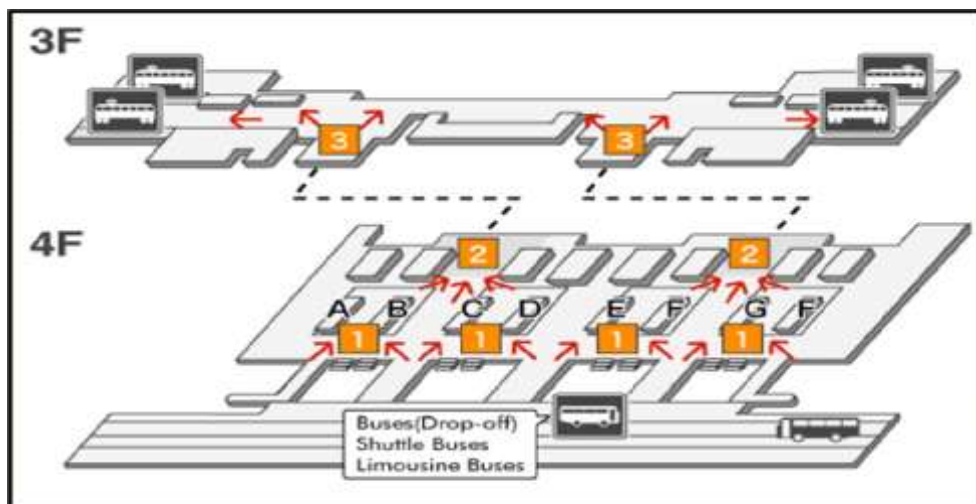 3F
3 3
4F
2 2
A B C D E F G F
1 1 1 1
Buses(Drop-off)
Shuttle Buses
Limousine Buses